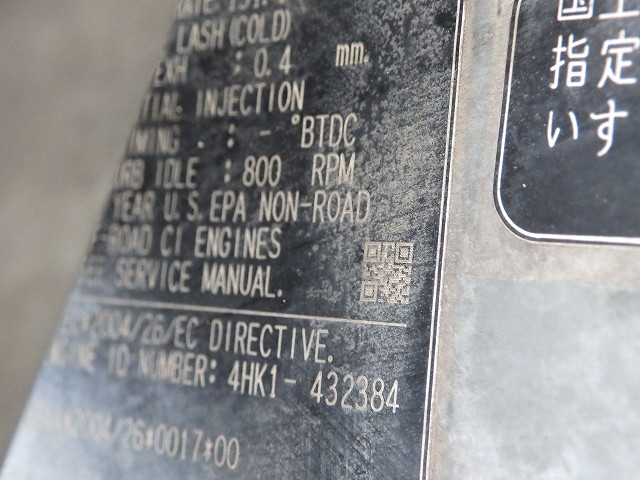 LASH(COLD)
EXH : 0.4 mm.
INJECTION
: - °BTDC
IDLE : 800 RPM
YEAR U.S.EPA NON-ROAD
CI ENGINES
SERVICE MANUAL.
2004/26/EC DIRECTIVE.
ID NUMBER: 4HK1- 432384
*2004/26*0017*00
指定
いす